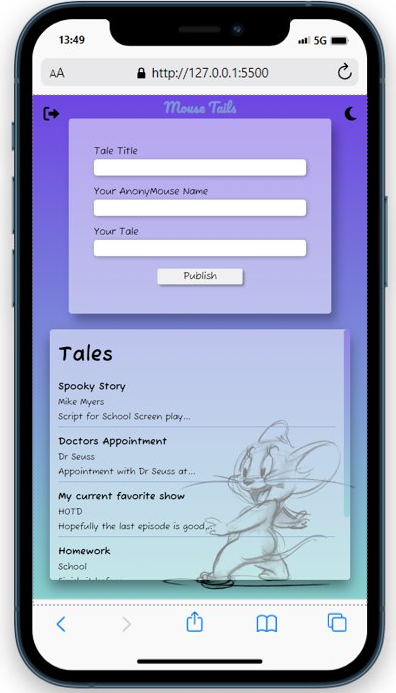 13:49
5G
AA
http://127.0.0.1:5500
Mouse Tails
Tale Title
Your AnonyMouse Name
Your Tale
Publish
Tales
Spooky Story
Mike Myers
Script for School Screen play...
Doctors Appointment
Dr Seuss
Appointment with Dr Seuss at...
My current favorite show
HOTD
Hopefully the last episode is good...
Homework
School